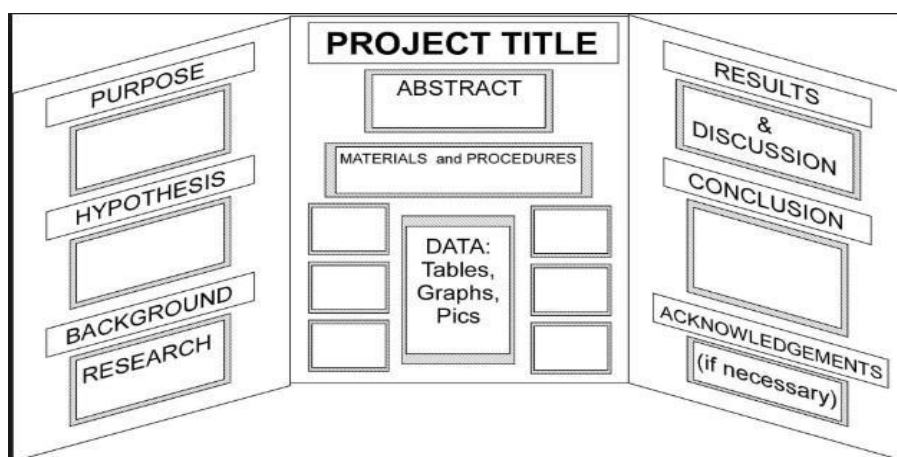 PURPOSE
HYPOTHESIS
BACKGROUND
RESEARCH
PROJECT TITLE
ABSTRACT
MATERIALS and PROCEDURES
DATA:
Tables,
Graphs,
Pics
RESULTS
&
DISCUSSION
CONCLUSION
ACKNOWLEDGEMENTS
(if necessary)